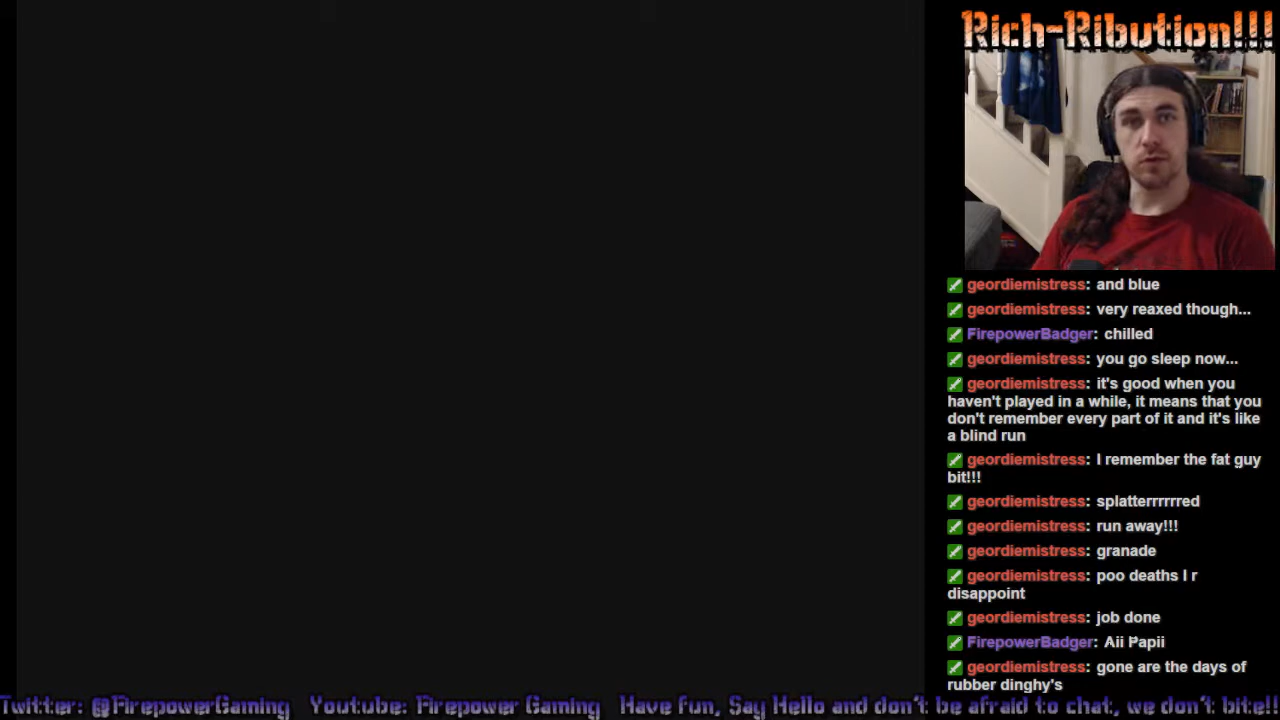 Rich-Ribution!!!
geordiemistress: and blue
geordiemistress: very reaxed though...
FirepowerBadger: chilled
geordiemistress: you go sleep now...
geordiemistress: it's good when you
haven't played in a while, it means that you
don't remember every part of it and it's like
a blind run
geordiemistress: I remember the fat guy
bit!!!
geordiemistress: splatterrrrrrred
geordiemistress: run away!!!
geordiemistress: granade
geordiemistress: poo deaths I r
disappoint
geordiemistress: job done
FirepowerBadger: Aii Papii
geordiemistress: gone are the days of
rubber dinghy's
Twitter: @FirepowerGaming Youtube: Firepower Gaming Have fun, Say Hello and don't be afraid to chat, we don't bite!!